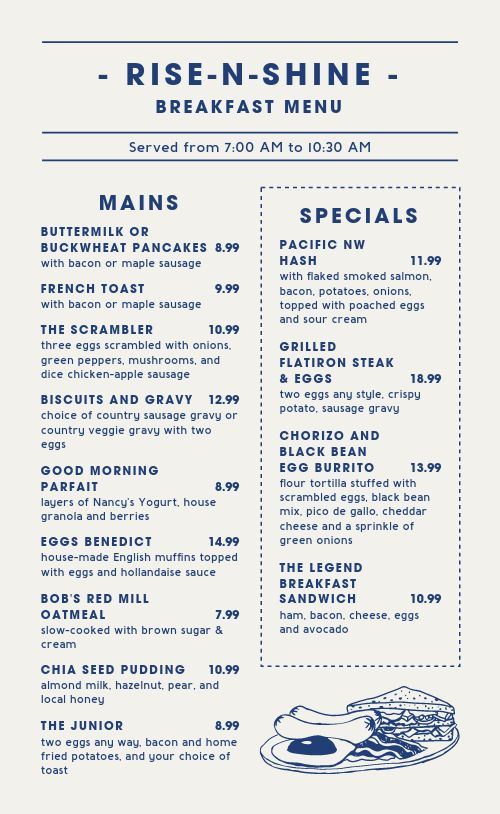 - RISE-N-SHINE -
BREAKFAST MENU
Served from 7:00 AM to 10:30 AM
MAINS
BUTTERMILK OR
BUCKWHEAT PANCAKES 8.99
with bacon or maple sausage
FRENCH TOAST 9.99
with bacon or maple sausage
THE SCRAMBLER 10.99
three eggs scrambled with onions,
green peppers, mushrooms, and
dice chicken-apple sausage
BISCUITS AND GRAVY 12.99
choice of country sausage gravy or
country veggie gravy with two
eggs
GOOD MORNING
PARFAIT 8.99
layers of Nancy's Yogurt, house
granola and berries
EGGS BENEDICT 14.99
house-made English muffins topped
with eggs and hollandaise sauce
BOB'S RED MILL
OATMEAL 7.99
slow-cooked with brown sugar &
cream
CHIA SEED PUDDING 10.99
almond milk, hazelnut, pear, and
local honey
THE JUNIOR 8.99
two eggs any way, bacon and home
fried potatoes, and your choice of
toast
SPECIALS
PACIFIC NW
HASH 11.99
with flaked smoked salmon,
bacon, potatoes, onions,
topped with poached eggs
and sour cream
GRILLED
FLATIRON STEAK
& EGGS 18.99
two eggs any style, crispy
potato, sausage gravy
CHORIZO AND
BLACK BEAN
EGG BURRITO 13.99
flour tortilla stuffed with
scrambled eggs, black bean
mix, pico de gallo, cheddar
cheese and a sprinkle of
green onions
THE LEGEND
BREAKFAST
SANDWICH 10.99
ham, bacon, cheese, eggs
and avocado